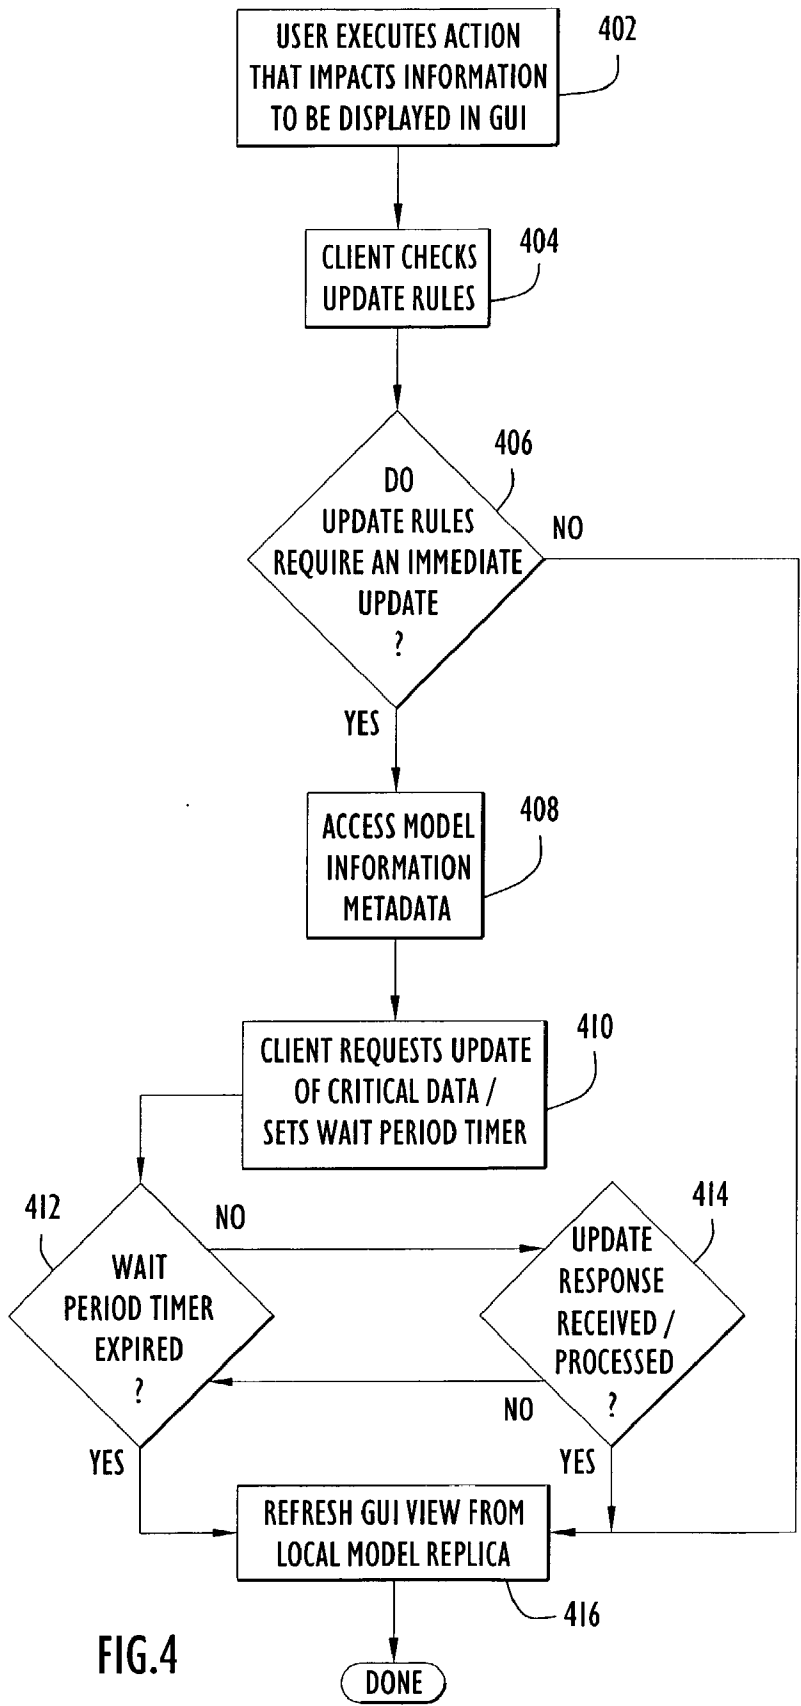 USER EXECUTES ACTION
THAT IMPACTS INFORMATION
TO BE DISPLAYED IN GUI
402
CLIENT CHECKS
UPDATE RULES
404
DO
UPDATE RULES
REQUIRE AN IMMEDIATE
UPDATE
?
406
NO
YES
ACCESS MODEL
INFORMATION
METADATA
408
CLIENT REQUESTS UPDATE
OF CRITICAL DATA /
SETS WAIT PERIOD TIMER
410
412
WAIT
PERIOD TIMER
EXPIRED
?
NO
414
UPDATE
RESPONSE
RECEIVED /
PROCESSED
?
NO
YES
YES
REFRESH GUI VIEW FROM
LOCAL MODEL REPLICA
416
DONE
FIG.4